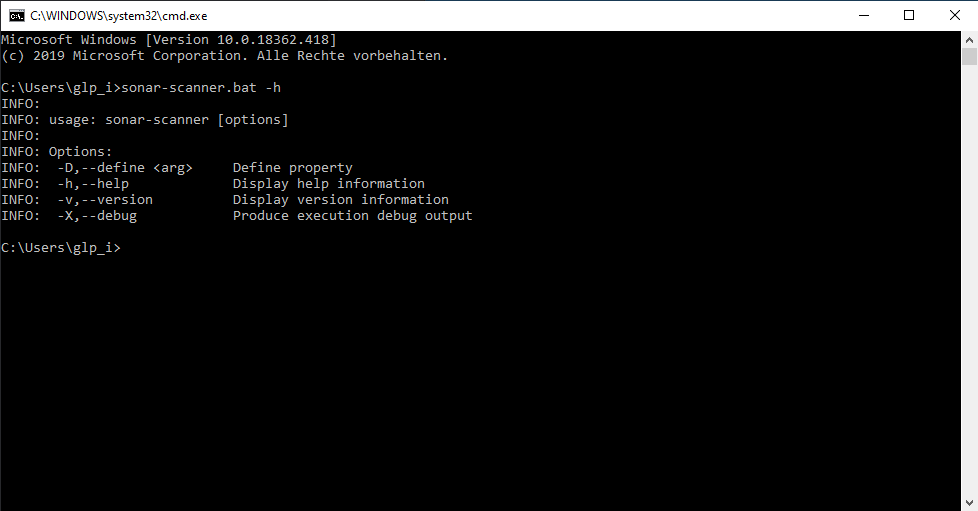 C:\WINDOWS\system32\cmd.exe
Microsoft Windows [Version 10.0.18362.418]
(c) 2019 Microsoft Corporation. Alle Rechte vorbehalten.
C:\Users\glp_i>sonar-scanner.bat -h
INFO:
INFO: usage: sonar-scanner [options]
INFO:
INFO: Options:
INFO:  -D,--define <arg>     Define property
INFO:  -h,--help             Display help information
INFO:  -v,--version          Display version information
INFO:  -X,--debug            Produce execution debug output
C:\Users\glp_i>